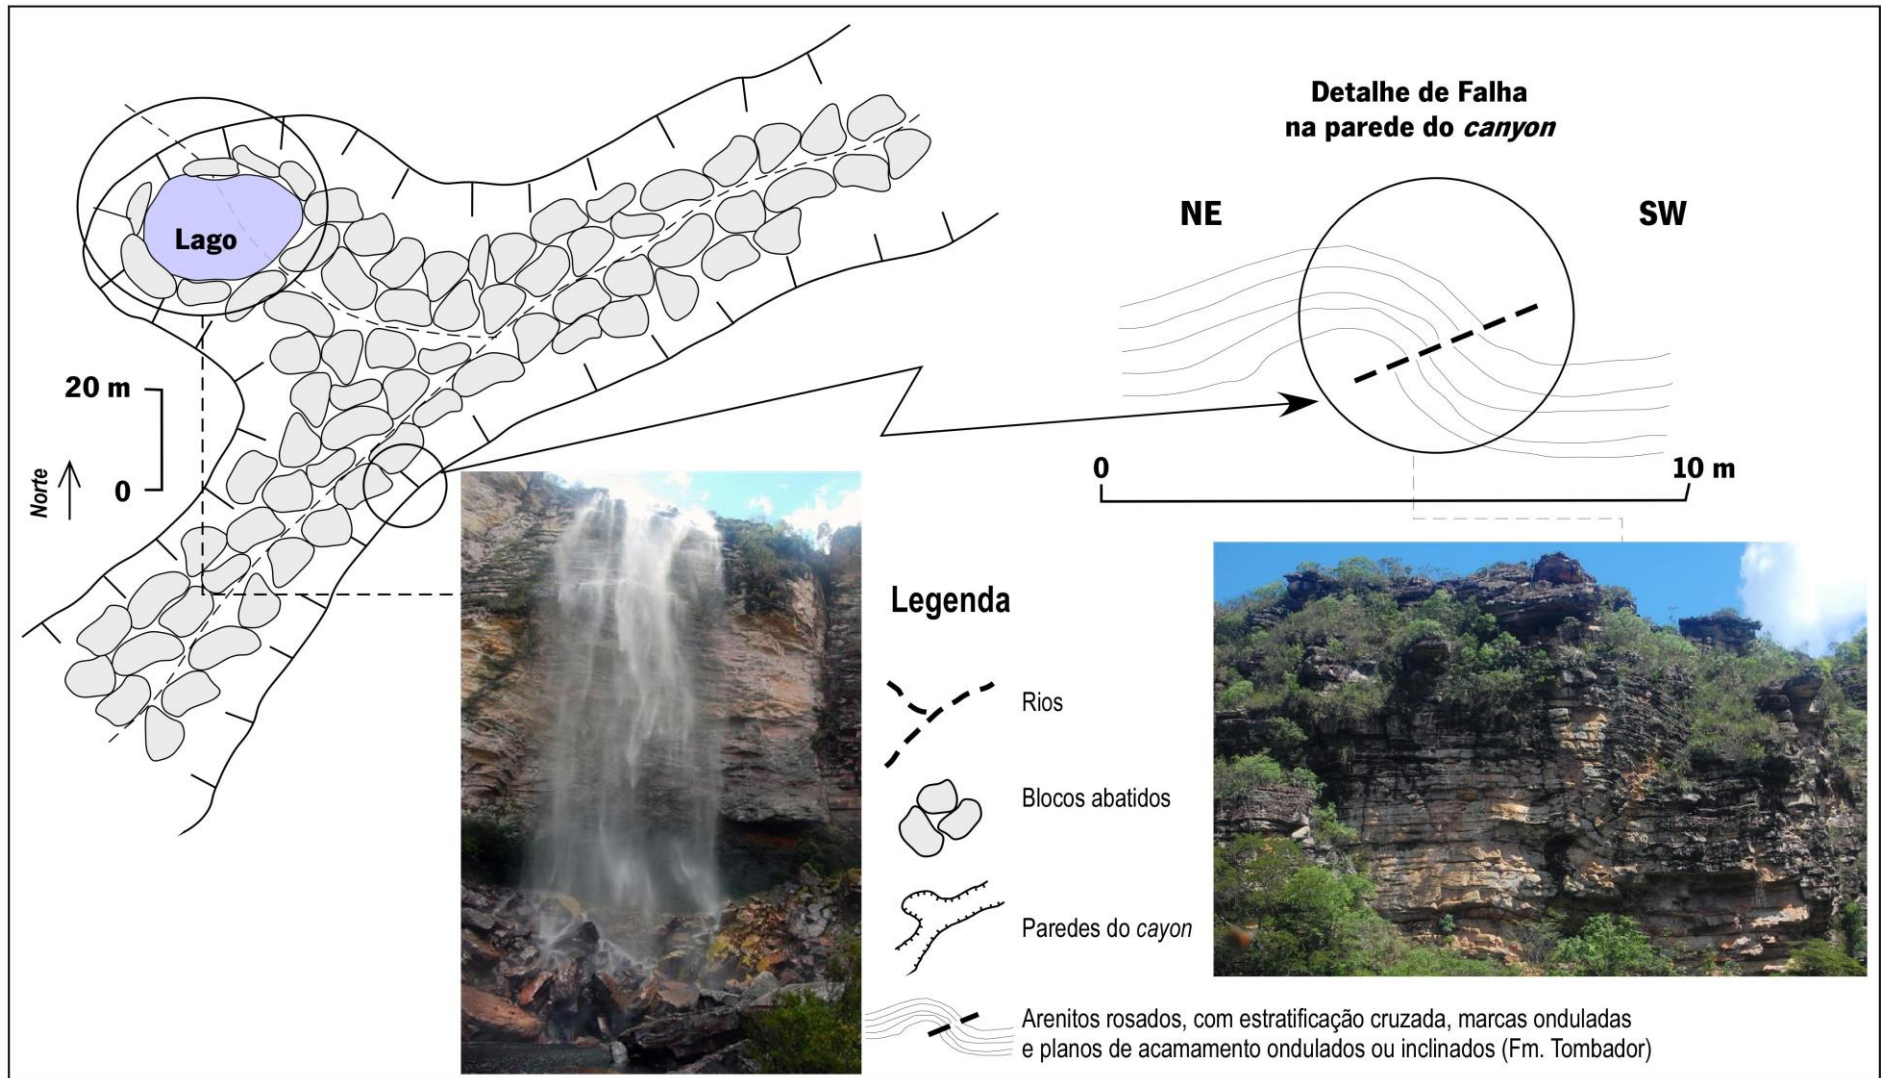 Lago
20 m
0
Norte
Detalhe de Falha
na parede do canyon
NE
SW
0
10 m
Legenda
Rios
Blocos abatidos
Paredes do cayon
Arenitos rosados, com estratificação cruzada, marcas onduladas
e planos de acamamento ondulados ou inclinados (Fm. Tombador)